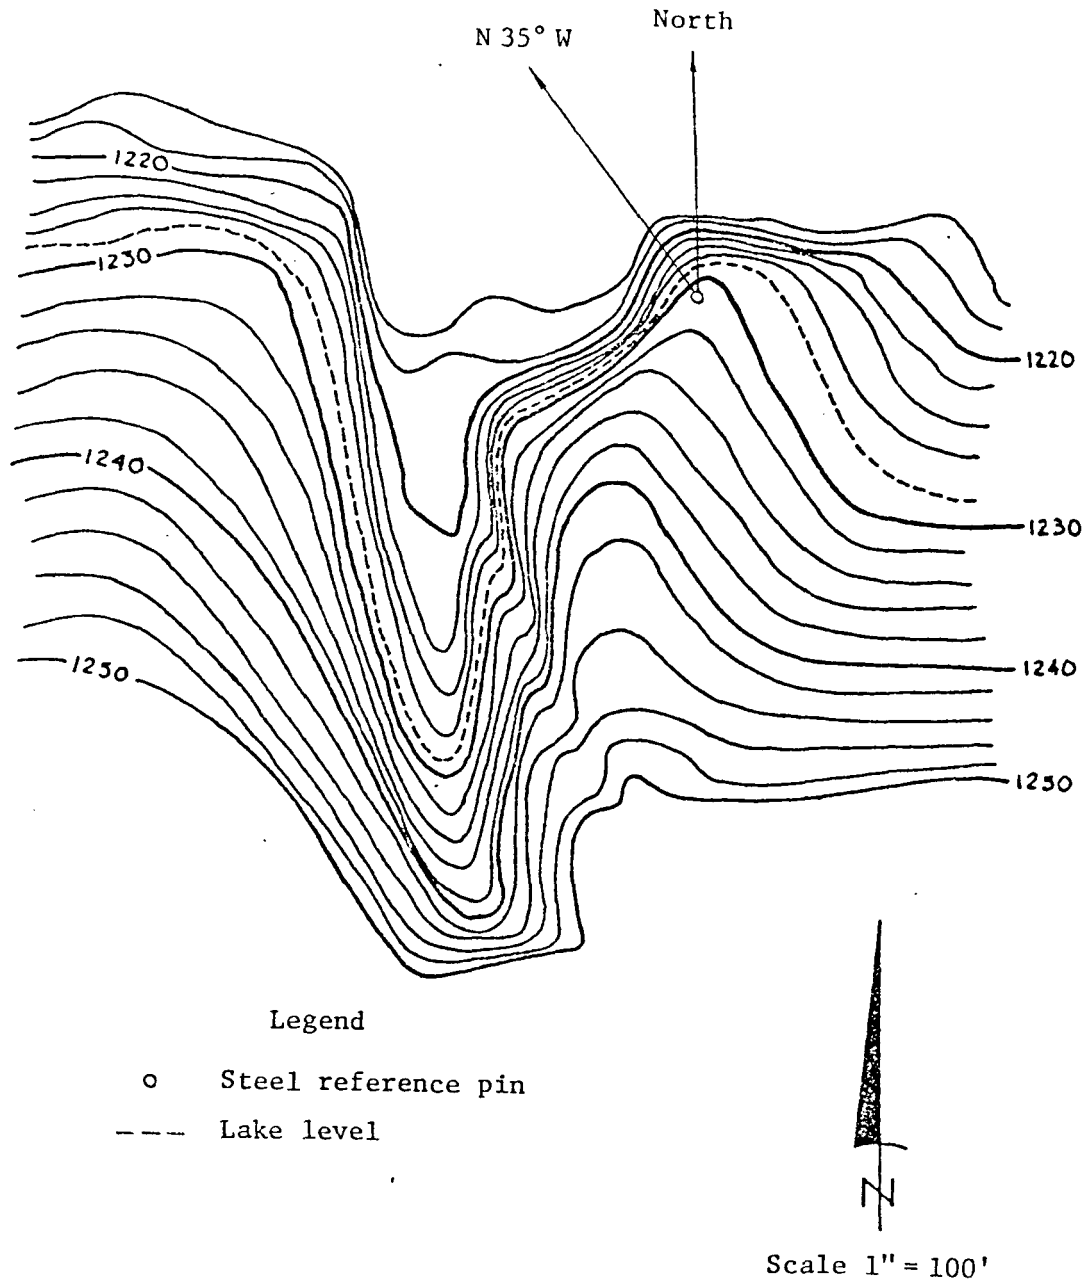 North
N 35° W
1220
1230
1220
1240
1230
1240
1250
1250
Legend
Steel reference pin
Lake level
N
Scale 1" = 100'